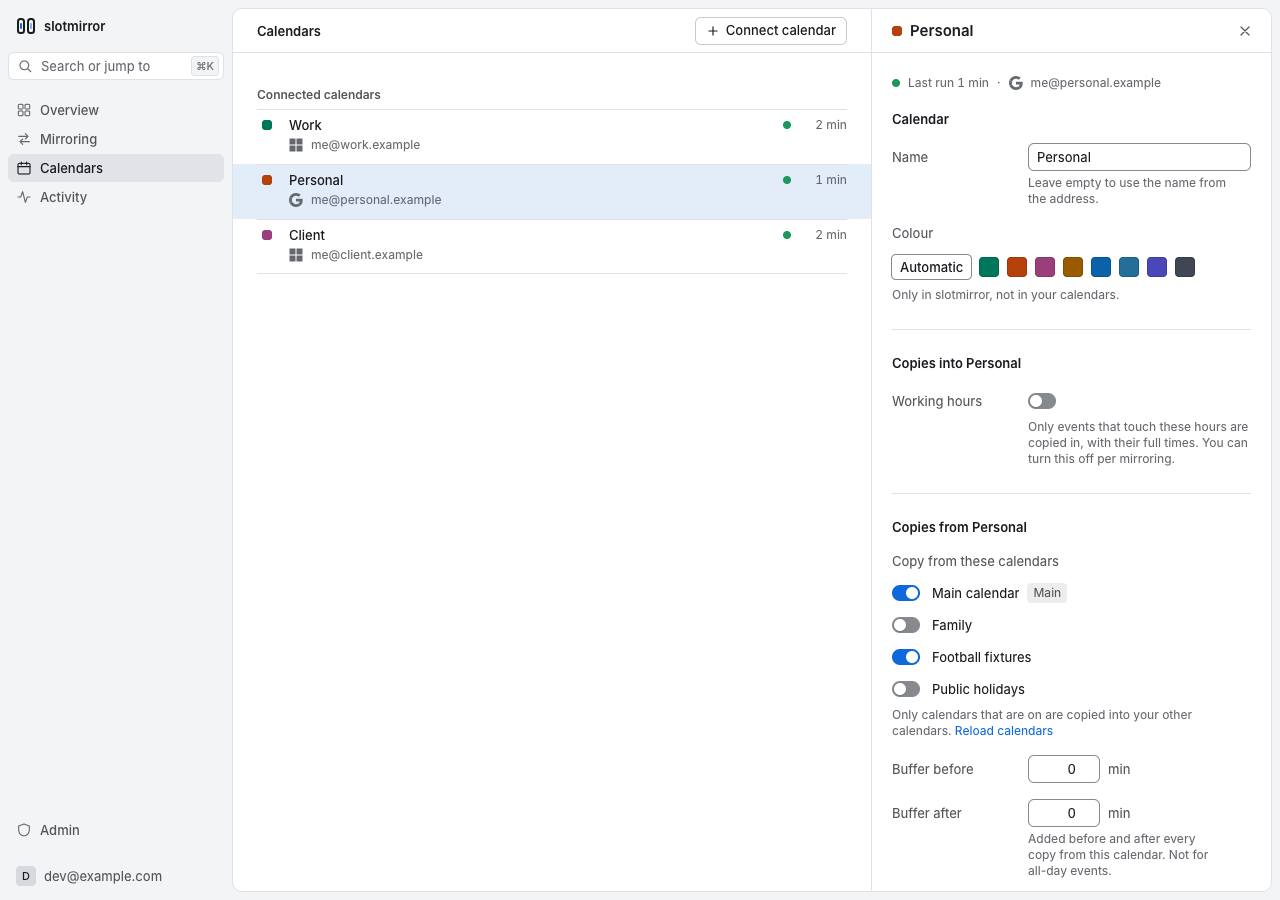 slotmirror
Search or jump to
⌘K
Overview
Mirroring
Calendars
Activity
Admin
D
dev@example.com
Calendars
Connect calendar
Connected calendars
Work
2 min
me@work.example
Personal
1 min
me@personal.example
Client
2 min
me@client.example
Personal
Last run 1 min · me@personal.example
Calendar
Name
Personal
Leave empty to use the name from
the address.
Colour
Automatic
Only in slotmirror, not in your calendars.
Copies into Personal
Working hours
Only events that touch these hours are
copied in, with their full times. You can
turn this off per mirroring.
Copies from Personal
Copy from these calendars
Main calendar Main
Family
Football fixtures
Public holidays
Only calendars that are on are copied into your other
calendars. Reload calendars
Buffer before 0 min
Buffer after 0 min
Added before and after every
copy from this calendar. Not for
all-day events.